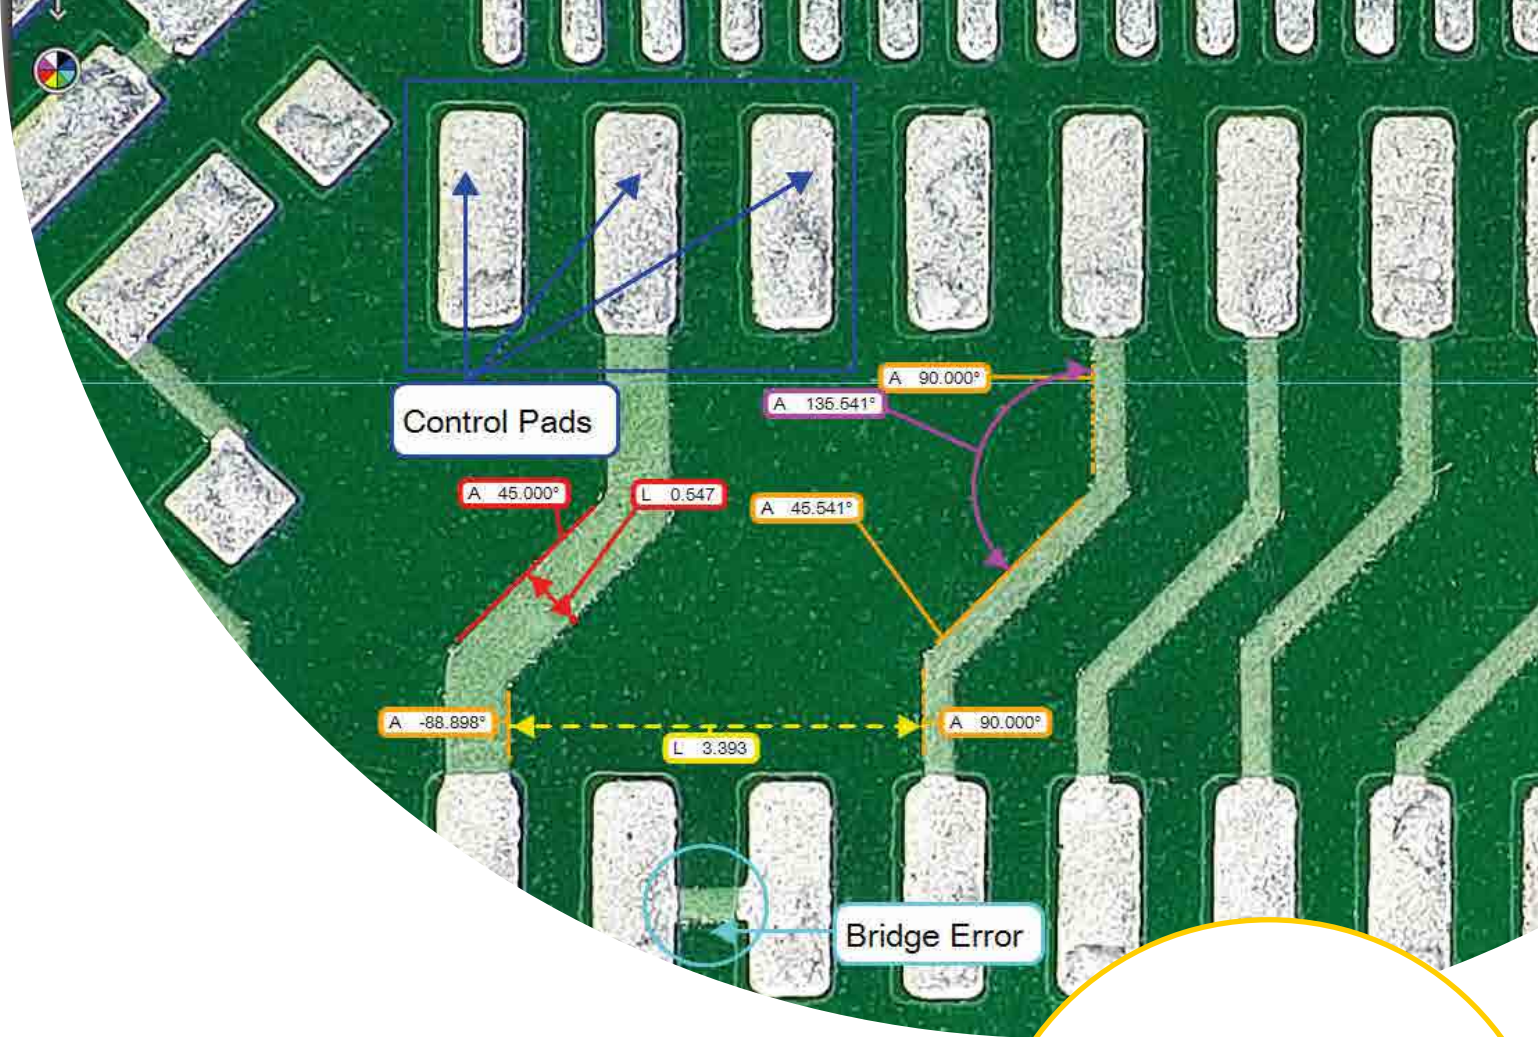 A 90.000°
A 135.541°
Control Pads
A 45.000°
L 0.547
A 45.541°
A -88.898°
A 90.000°
L 3.393
Bridge Error